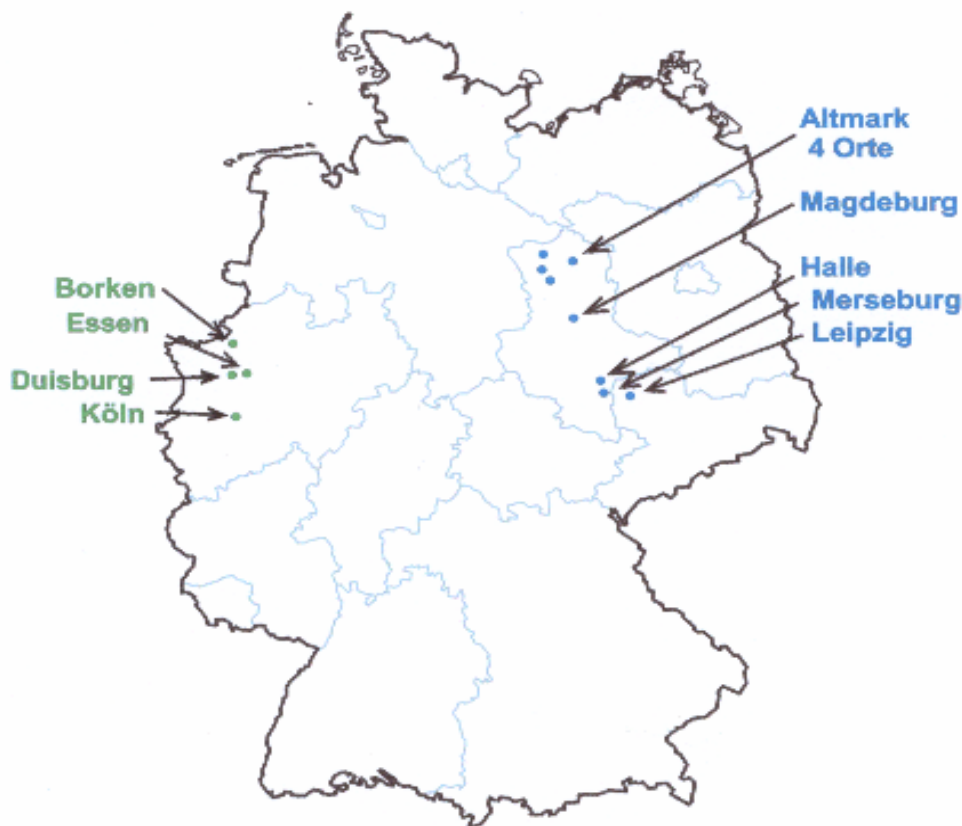 Altmark
4 Orte
Magdeburg
Halle
Merseburg
Leipzig
Borken
Essen
Duisburg
Köln